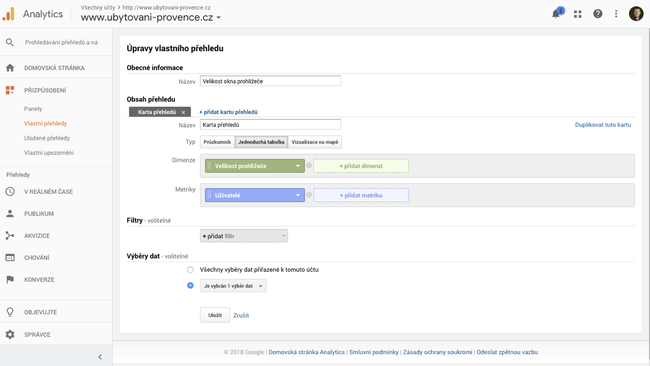 Analytics
Všechny účty > http://www.ubytovani-provence.cz
www.ubytovani-provence.cz
2
Prohledávání přehledů a ná
DOMOVSKÁ STRÁNKA
PŘIZPŮSOBENÍ
Panely
Vlastní přehledy
Uložené přehledy
Vlastní upozornění
Přehledy
V REÁLNÉM ČASE
PUBLIKUM
AKVIZICE
CHOVÁNÍ
KONVERZE
OBJEVUJTE
SPRÁVCE
Úpravy vlastního přehledu
Obecné informace
Název Velikost okna prohlížeče
Obsah přehledu
Karta přehledů × + přidat kartu přehledů
Název Karta přehledů Duplikovat tuto kartu
Typ Průzkumník Jednoduchá tabulka Vizualizace na mapě
Dimenze Velikost prohlížeče + přidat dimenzi
Metriky Uživatelé + přidat metriku
Filtry - volitelné
+ přidat filtr
Výběry dat - volitelné
Všechny výběry dat přiřazené k tomuto účtu
Je vybrán 1 výběr dat
Uložit Zrušit
© 2018 Google | Domovská stránka Analytics | Smluvní podmínky | Zásady ochrany soukromí | Odeslat zpětnou vazbu